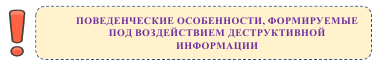 ПОВЕДЕНЧЕСКИЕ ОСОБЕННОСТИ, ФОРМИРУЕМЫЕ
ПОД ВОЗДЕЙСТВИЕМ ДЕСТРУКТИВНОЙ
ИНФОРМАЦИИ